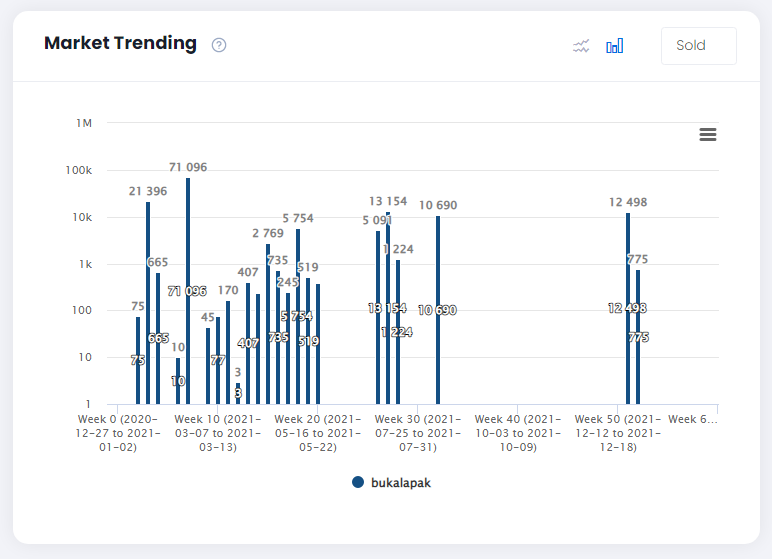 Market Trending ?
Sold
1M
100k
10k
1k
100
10
1
75
21 396
665
10
71 096
45
170
3
407
2 769
735
245
5 754
519
5 091
13 154
1 224
10 690
12 498
775
75
665
10
71 096
77
3
407
735
5 754
519
13 154
1 224
10 690
12 498
775
Week 0 (2020-
12-27 to 2021-
01-02)
Week 10 (2021-
03-07 to 2021-
03-13)
Week 20 (2021-
05-16 to 2021-
05-22)
Week 30 (2021-
07-25 to 2021-
07-31)
Week 40 (2021-
10-03 to 2021-
10-09)
Week 50 (2021-
12-12 to 2021-
12-18)
Week 6...
bukalapak